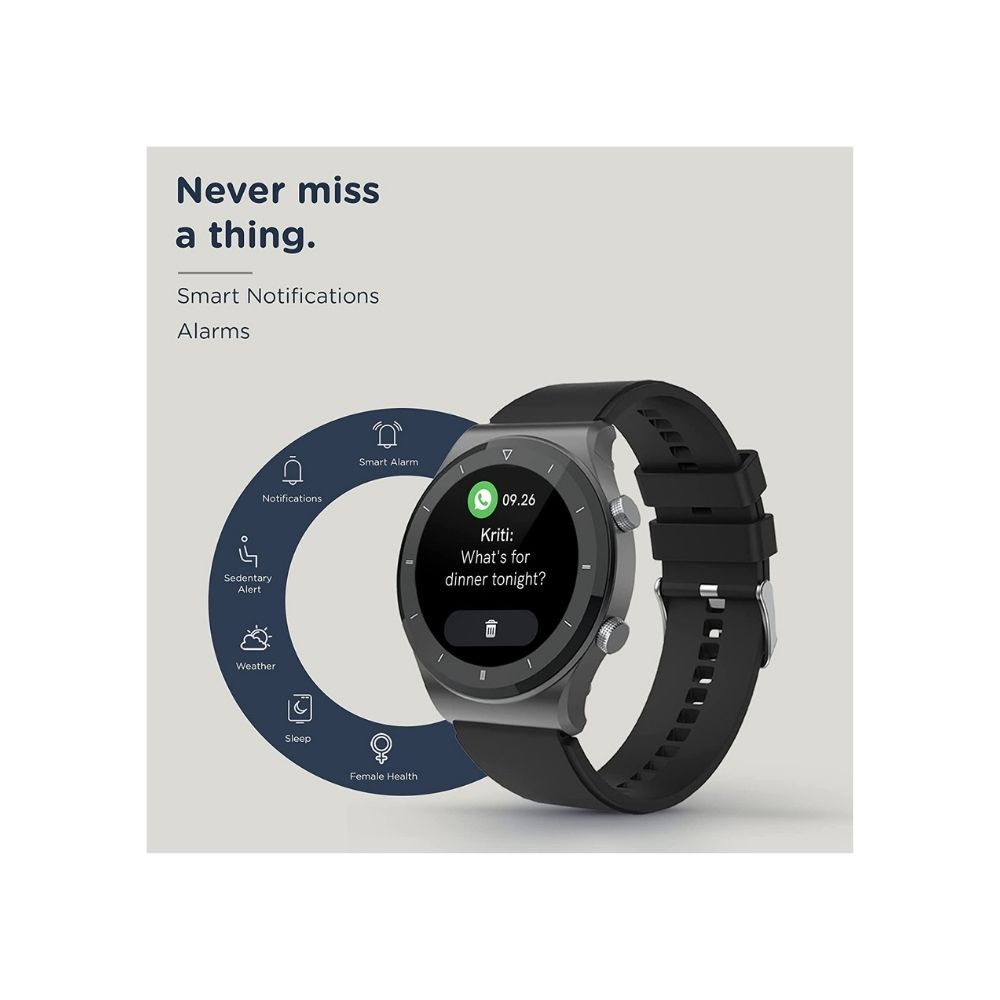 Never miss
a thing.
Smart Notifications
Alarms
Smart Alarm
Notifications
Sedentary
Alert
Weather
Sleep
Female Health
09.26
Kriti:
What's for
dinner tonight?